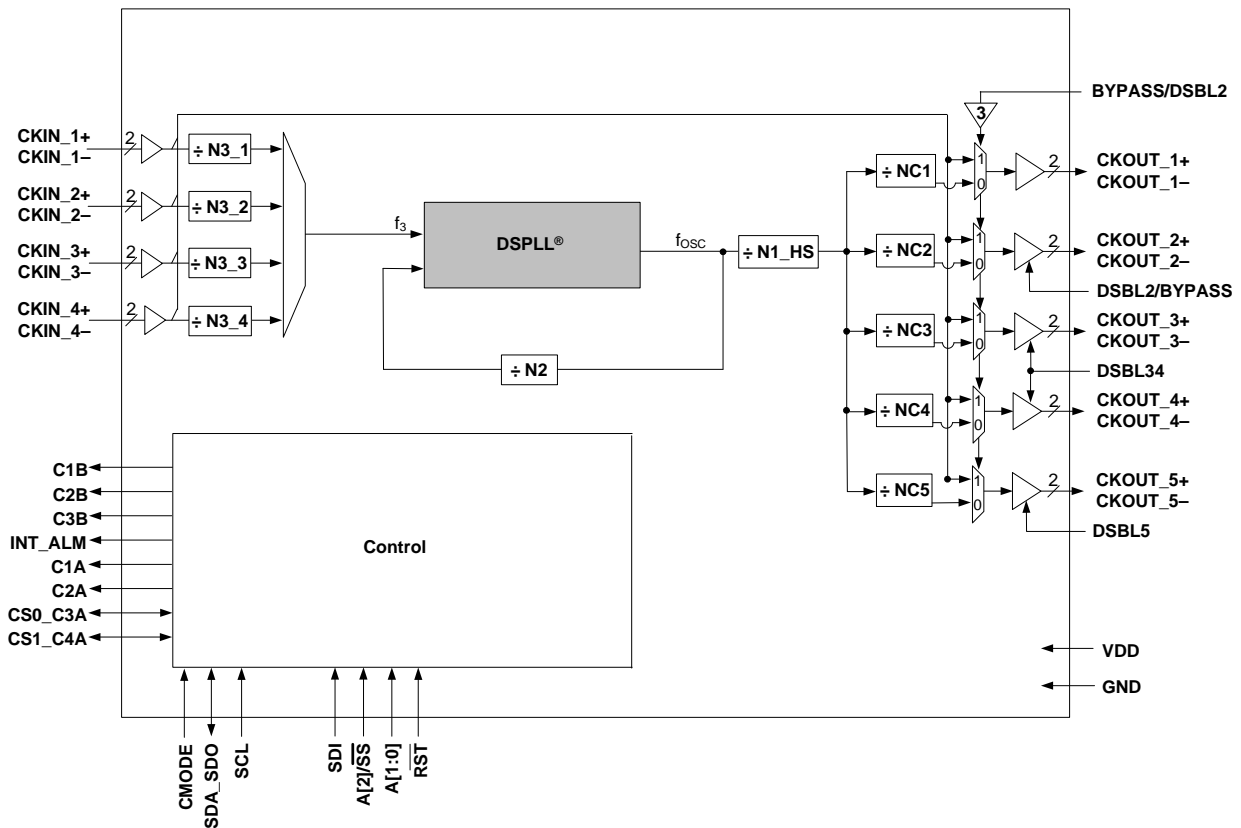 BYPASS/DSBL2
3
CKIN_1+
CKIN_1–
2
÷ N3_1
CKIN_2+
CKIN_2–
2
÷ N3_2
CKIN_3+
CKIN_3–
2
÷ N3_3
CKIN_4+
CKIN_4–
2
÷ N3_4
f3
DSPLL®
fOSC
÷ N1_HS
÷ N2
÷ NC1
1
0
2
CKOUT_1+
CKOUT_1–
÷ NC2
1
0
2
CKOUT_2+
CKOUT_2–
DSBL2/BYPASS
÷ NC3
1
0
2
CKOUT_3+
CKOUT_3–
DSBL34
÷ NC4
1
0
2
CKOUT_4+
CKOUT_4–
÷ NC5
1
0
2
CKOUT_5+
CKOUT_5–
DSBL5
C1B
C2B
C3B
INT_ALM
C1A
C2A
CS0_C3A
CS1_C4A
Control
VDD
GND
CMODE
SDA_SDO
SCL
SDI
A[2]/SS
A[1:0]
RST